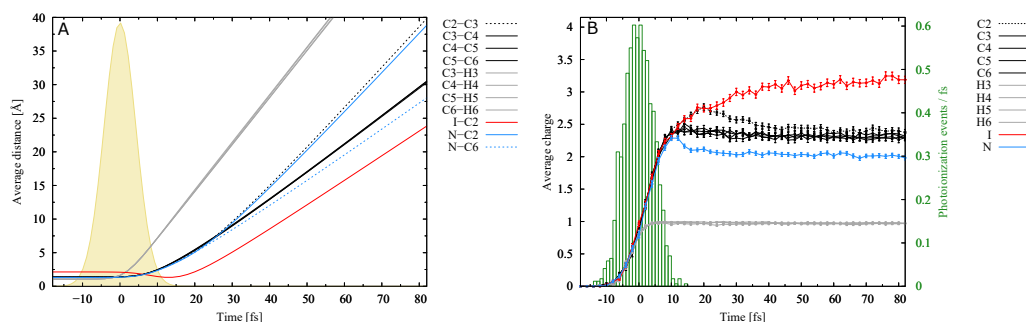 A
40
35
30
25
20
15
10
5
0
Average distance [Å]
−10 0 10 20 30 40 50 60 70 80
Time [fs]
C2−C3
C3−C4
C4−C5
C5−C6
C3−H3
C4−H4
C5−H5
C6−H6
I−C2
N−C2
N−C6
B
4
3.5
3
2.5
2
1.5
1
0.5
0
Average charge
−10 0 10 20 30 40 50 60 70 80
Time [fs]
0.6
0.5
0.4
0.3
0.2
0.1
0
Photoionization events / fs
C2
C3
C4
C5
C6
H3
H4
H5
H6
I
N